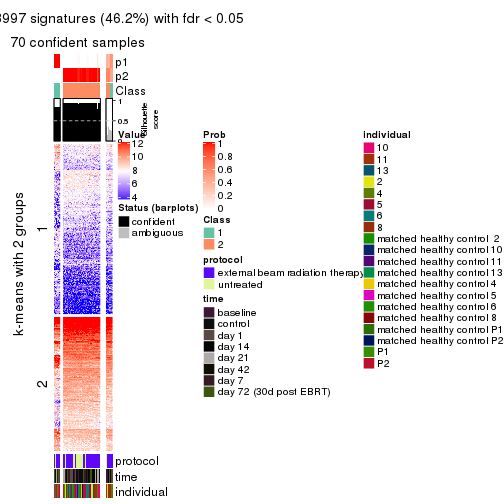 3997 signatures (46.2%) with fdr < 0.05
70 confident samples
p1
p2
Class
1
0.5
0
Silhouette
score
k-means with 2 groups
1
2
protocol
time
individual
Value
12
10
8
6
4
Status (barplots)
confident
ambiguous
Prob
1
0.8
0.6
0.4
0.2
0
Class
1
2
protocol
external beam radiation therapy
untreated
time
baseline
control
day 1
day 14
day 21
day 42
day 7
day 72 (30d post EBRT)
individual
10
11
13
2
4
5
6
8
matched healthy control 2
matched healthy control 10
matched healthy control 11
matched healthy control 13
matched healthy control 4
matched healthy control 5
matched healthy control 6
matched healthy control 8
matched healthy control P1
matched healthy control P2
P1
P2